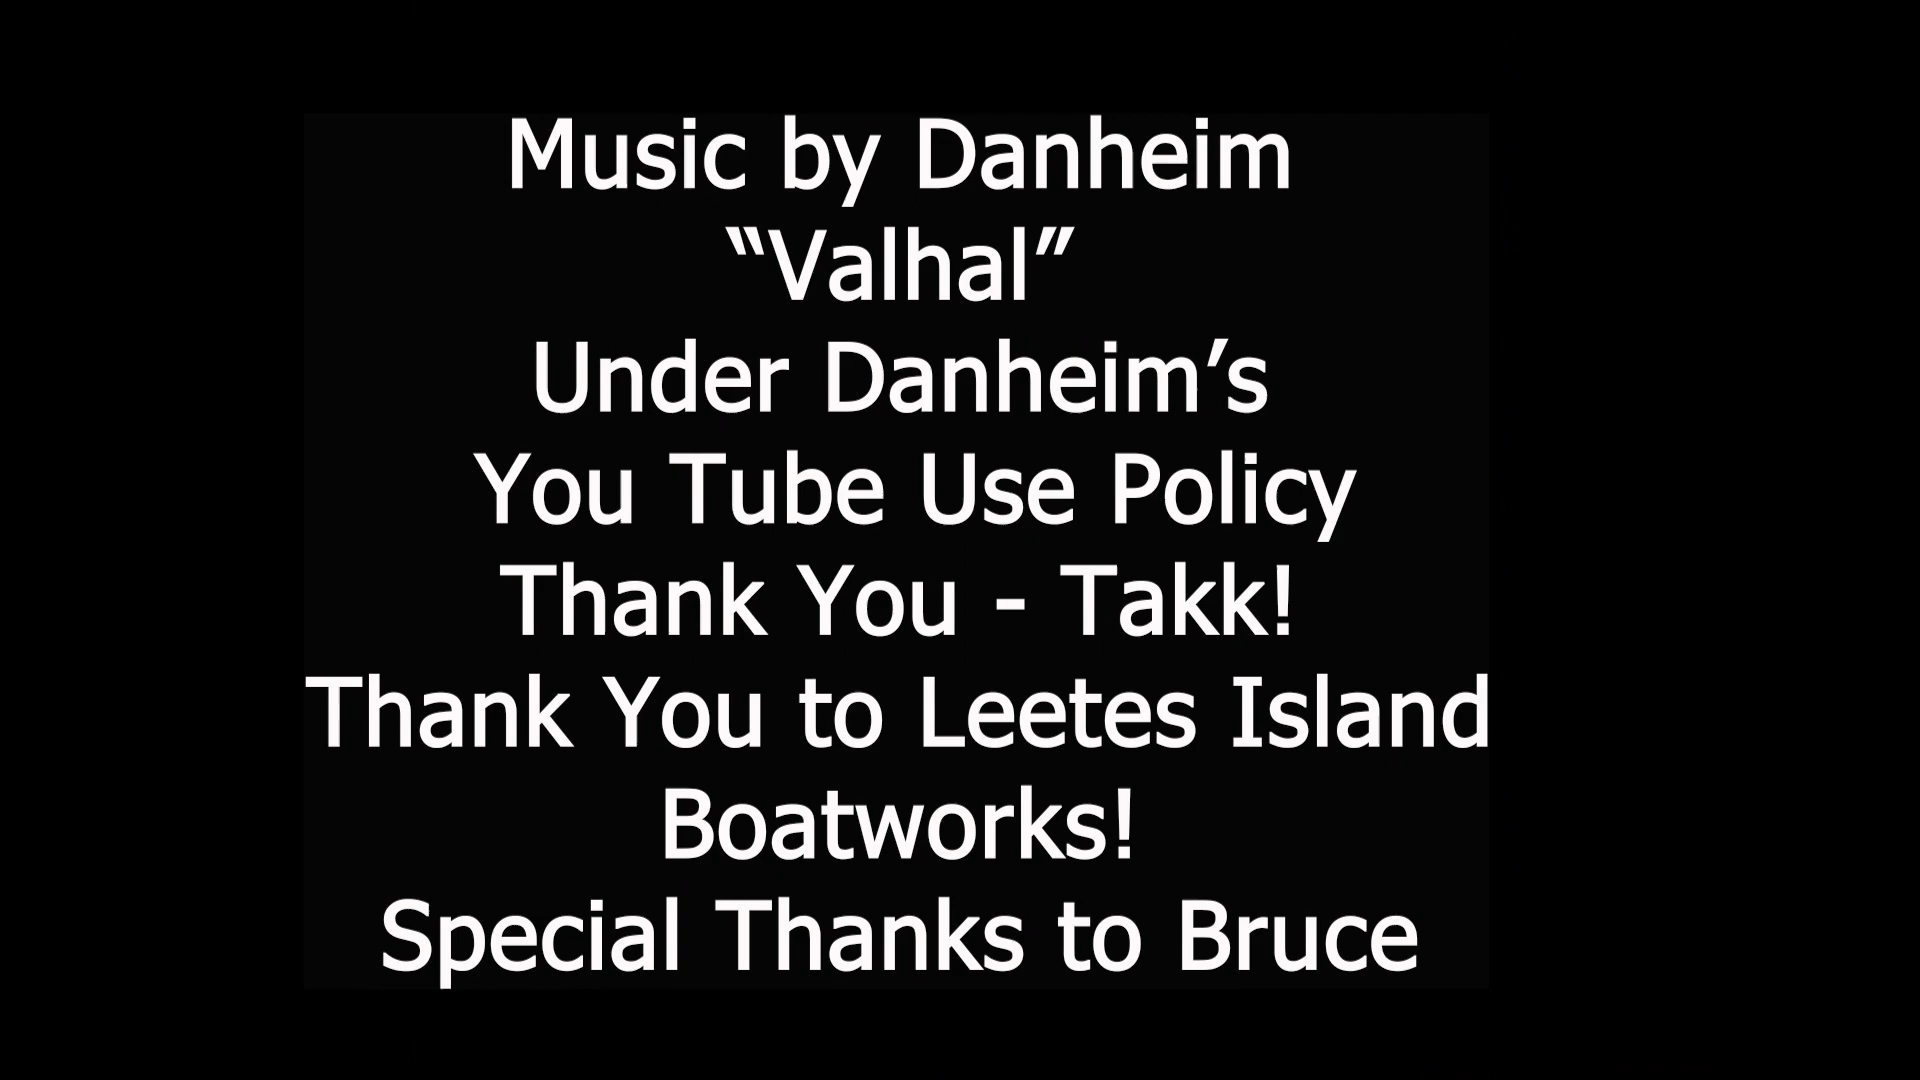 Music by Danheim
“Valhal”
Under Danheim’s
You Tube Use Policy
Thank You - Takk!
Thank You to Leetes Island
Boatworks!
Special Thanks to Bruce